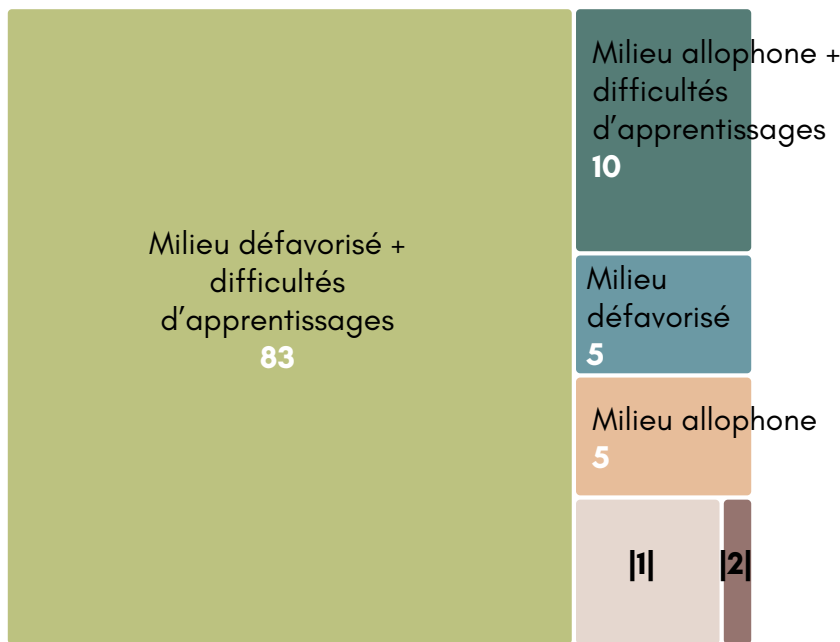 Milieu défavorisé +
difficultés
d’apprentissages
83
Milieu allophone +
difficultés
d’apprentissages
10
Milieu
défavorisé
5
Milieu allophone
5
|1|
|2|